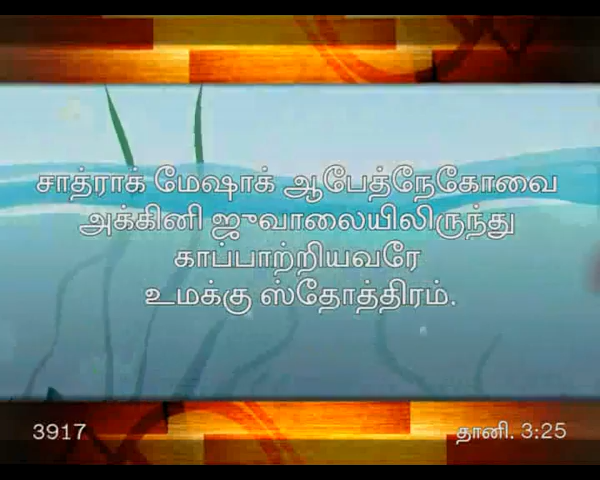 சாத்ராக் மேஷாக் ஆபேத்நேகோவை
அக்கினி ஜுவாலையிலிருந்து
காப்பாற்றியவரே
உமக்கு ஸ்தோத்திரம்.
3917
தானி. 3:25